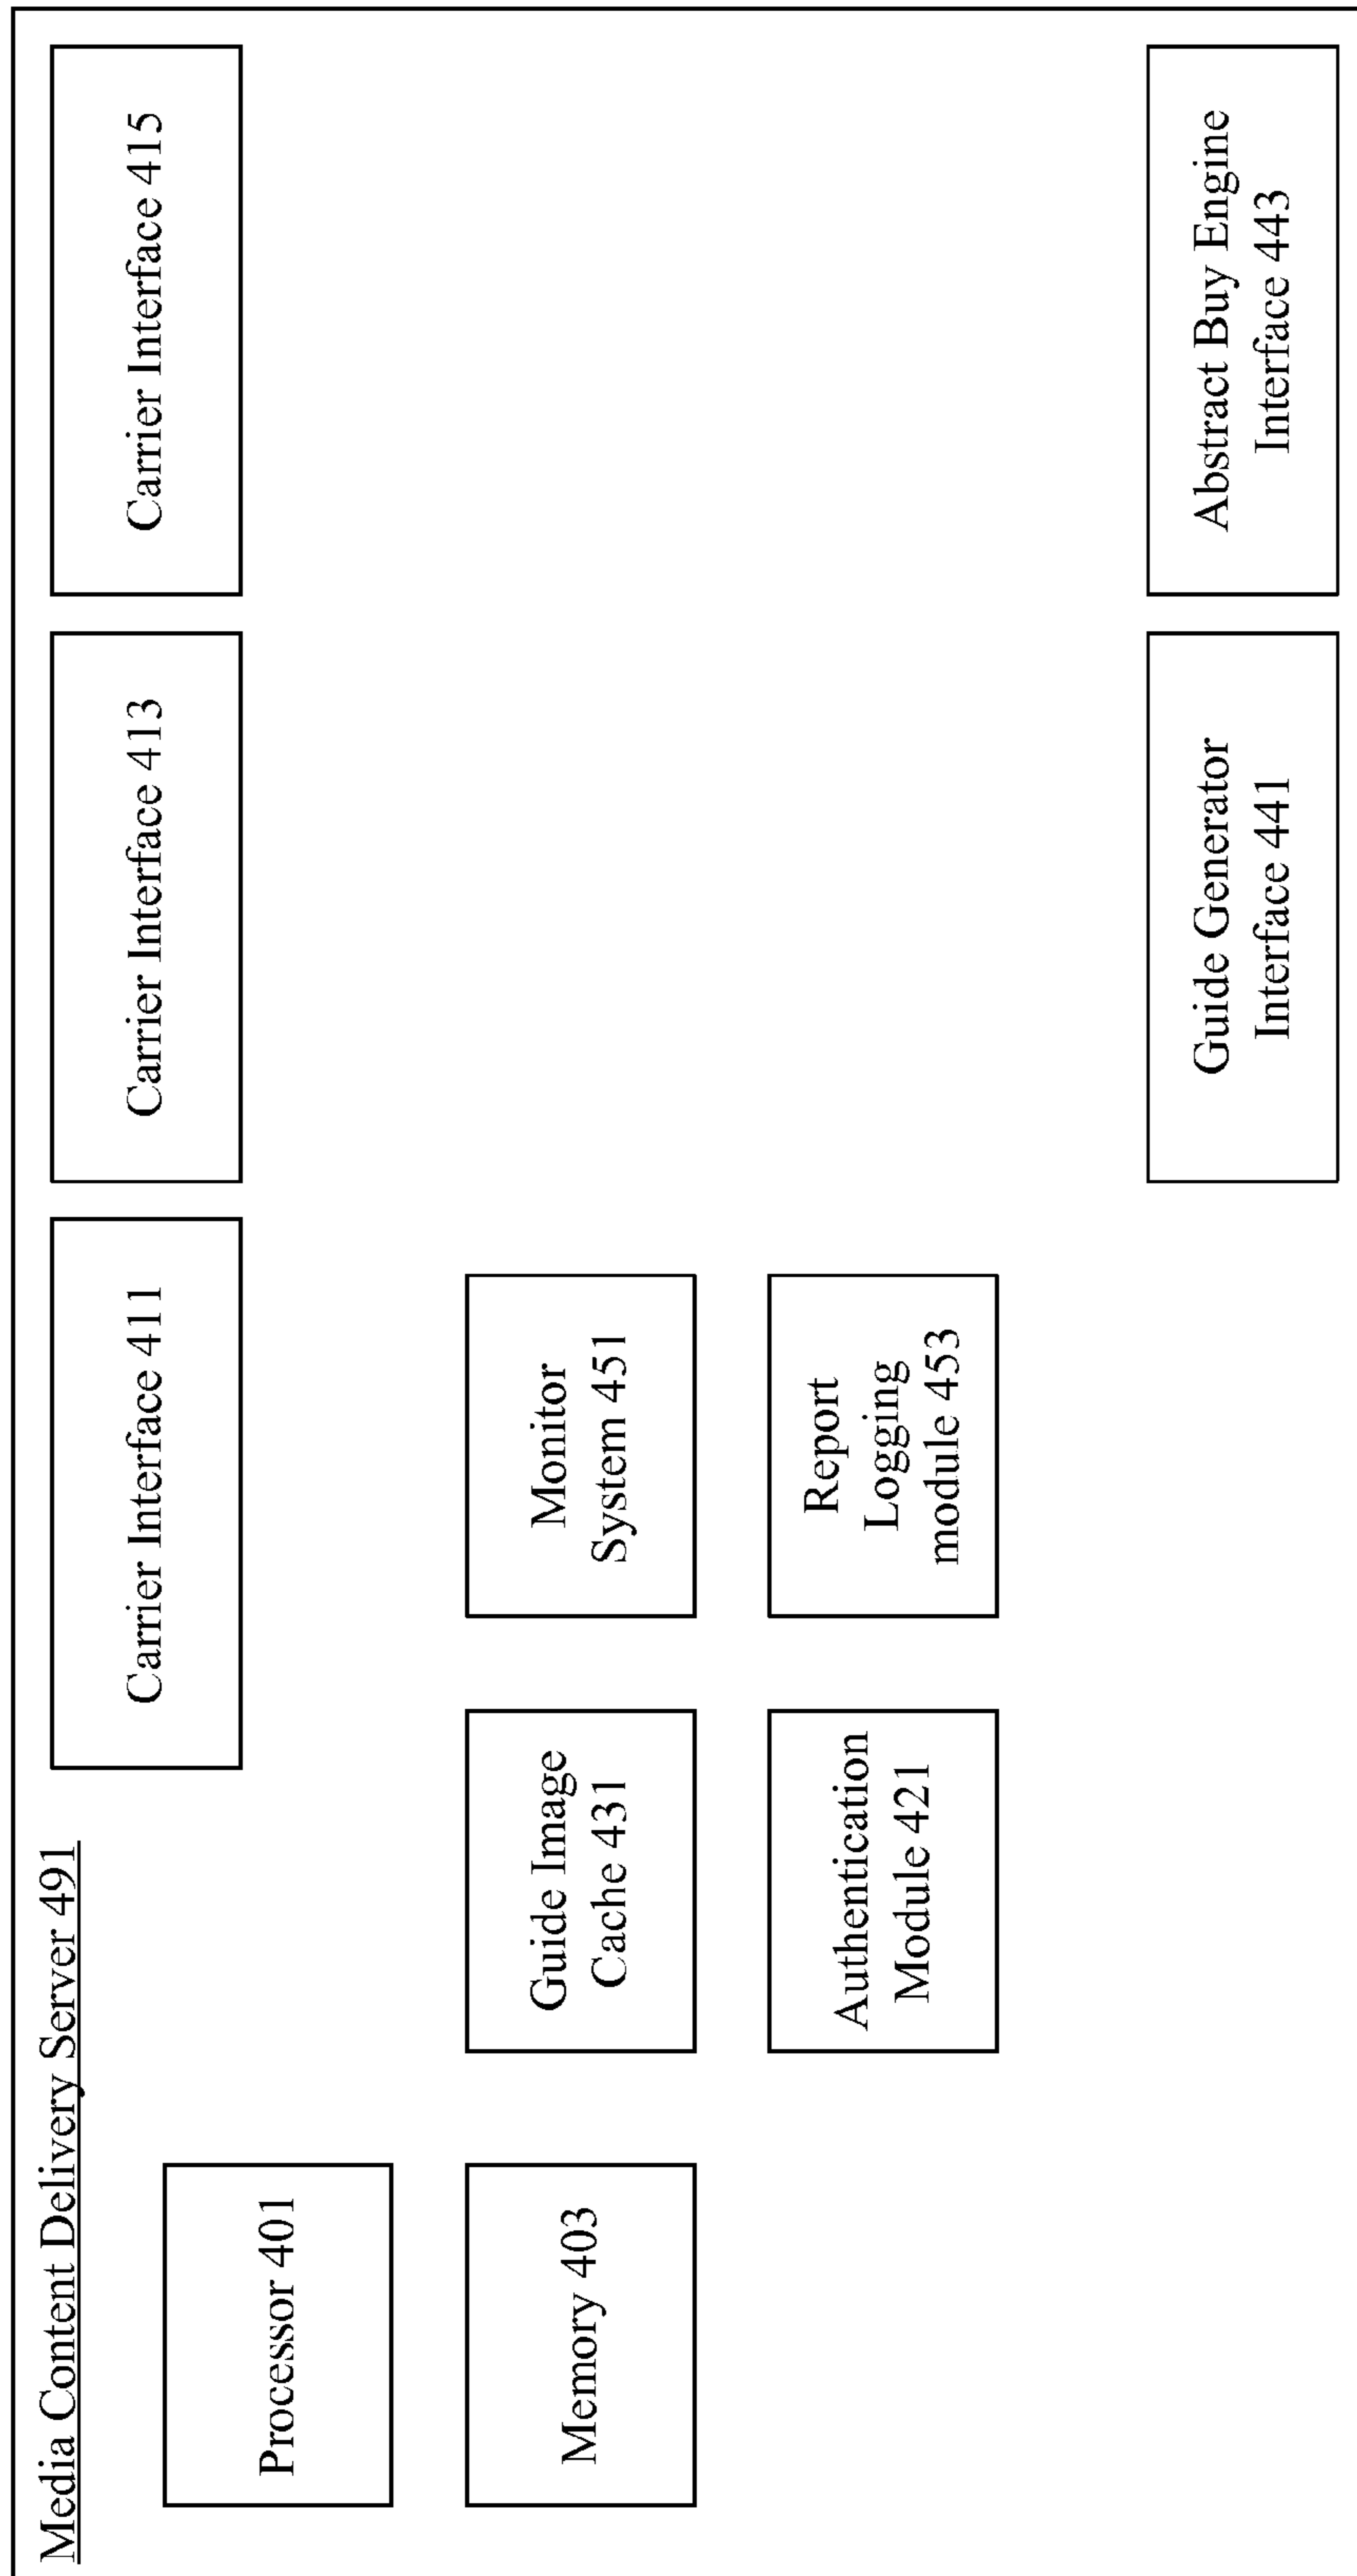 Media Content Delivery Server 491
Carrier Interface 411
Carrier Interface 413
Carrier Interface 415
Processor 401
Memory 403
Guide Image
Cache 431
Monitor
System 451
Authentication
Module 421
Report
Logging
module 453
Guide Generator
Interface 441
Abstract Buy Engine
Interface 443